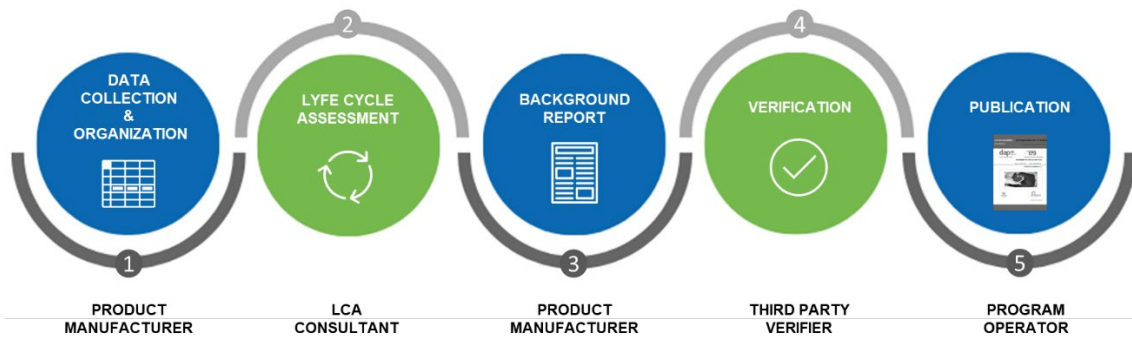 2
4
DATA
COLLECTION
&
ORGANIZATION
LYFE CYCLE
ASSESSMENT
BACKGROUND
REPORT
VERIFICATION
PUBLICATION
dapc
1
3
5
PRODUCT
MANUFACTURER
LCA
CONSULTANT
PRODUCT
MANUFACTURER
THIRD PARTY
VERIFIER
PROGRAM
OPERATOR